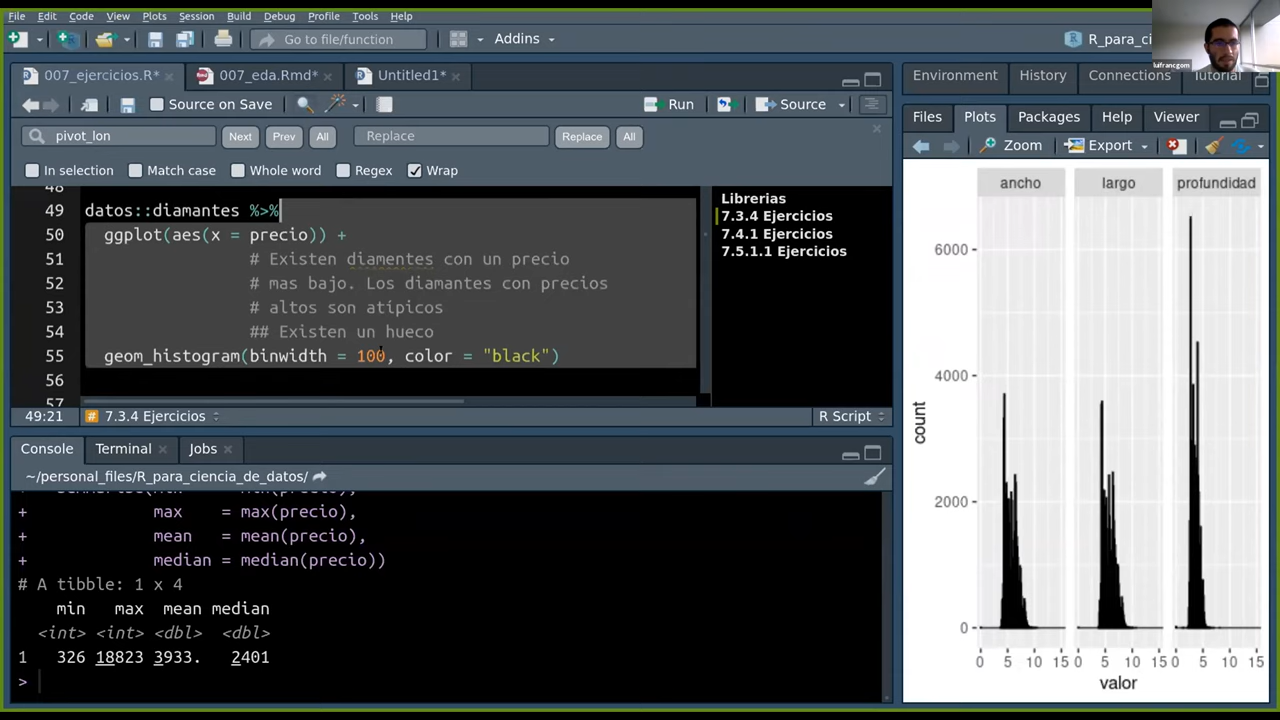 File Edit Code View Plots Session Build Debug Profile Tools Help
Go to file/function
Addins
R_para_cie
luifrancgom
007_ejercicios.R*
007_eda.Rmd*
Untitled1*
Source on Save
Run
Source
pivot_lon
Next
Prev
All
Replace
Replace
All
In selection
Match case
Whole word
Regex
Wrap
48
49 datos::diamantes %>%
50 ggplot(aes(x = precio)) +
51 # Existen diamentes con un precio
52 # mas bajo. Los diamantes con precios
53 # altos son atípicos
54 ## Existen un hueco
55 geom_histogram(binwidth = 100, color = "black")
56
57
Librerias
7.3.4 Ejercicios
7.4.1 Ejercicios
7.5.1.1 Ejercicios
49:21
7.3.4 Ejercicios
R Script
Console
Terminal
Jobs
~/personal_files/R_para_ciencia_de_datos/
+ max = max(precio),
+ mean = mean(precio),
+ median = median(precio))
# A tibble: 1 x 4
min max mean median
<int> <int> <dbl> <dbl>
1 326 18823 3933. 2401
>
Environment
History
Connections
Tutorial
Files
Plots
Packages
Help
Viewer
Zoom
Export
ancho
largo
profundidad
6000
4000
2000
0
count
0 5 10 15 0 5 10 15 0 5 10 15
valor